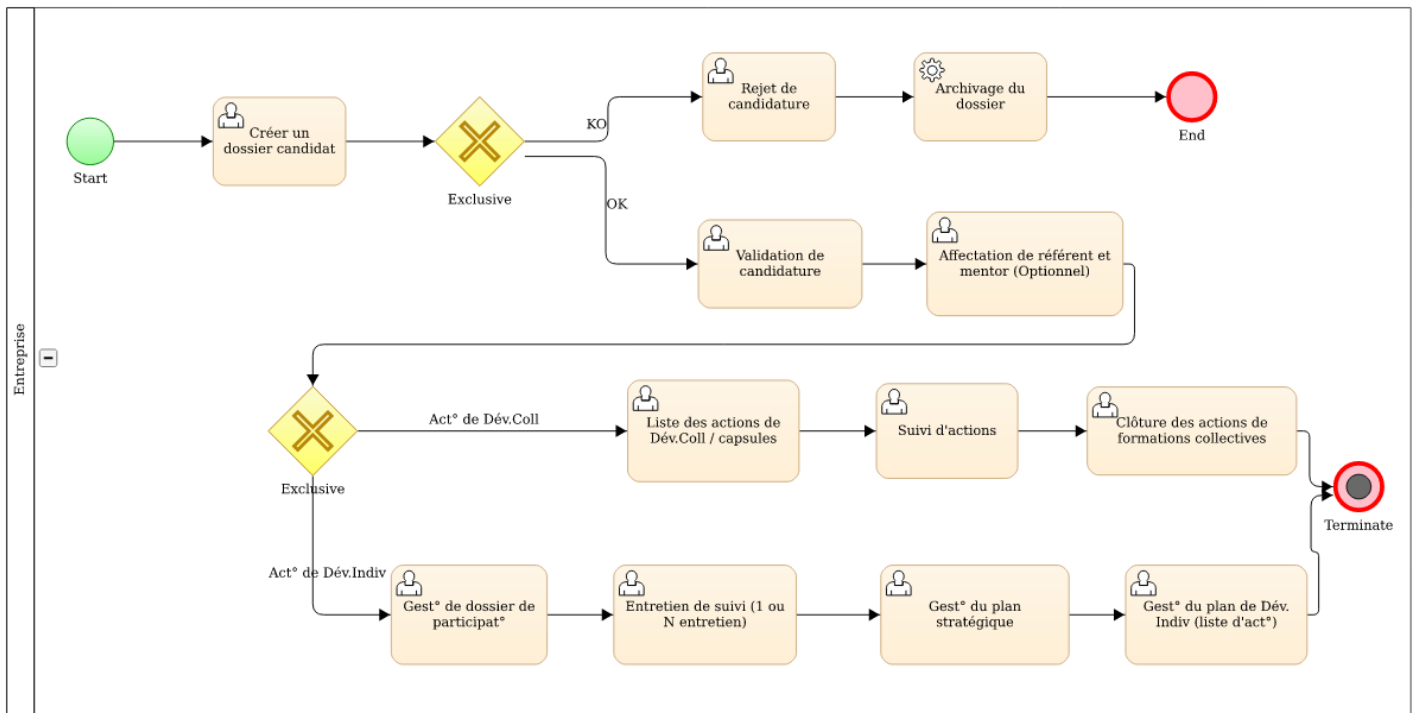 Entreprise
Start
Créer un
dossier candidat
Exclusive
KO
OK
Rejet de
candidature
Archivage du
dossier
End
Validation de
candidature
Affectation de référent et
mentor (Optionnel)
Exclusive
Act° de Dév.Coll
Liste des actions de
Dév.Coll / capsules
Suivi d'actions
Clôture des actions de
formations collectives
Terminate
Act° de Dév.Indiv
Gest° de dossier de
participat°
Entretien de suivi (1 ou
N entretien)
Gest° du plan
stratégique
Gest° du plan de Dév.
Indiv (liste d'act°)